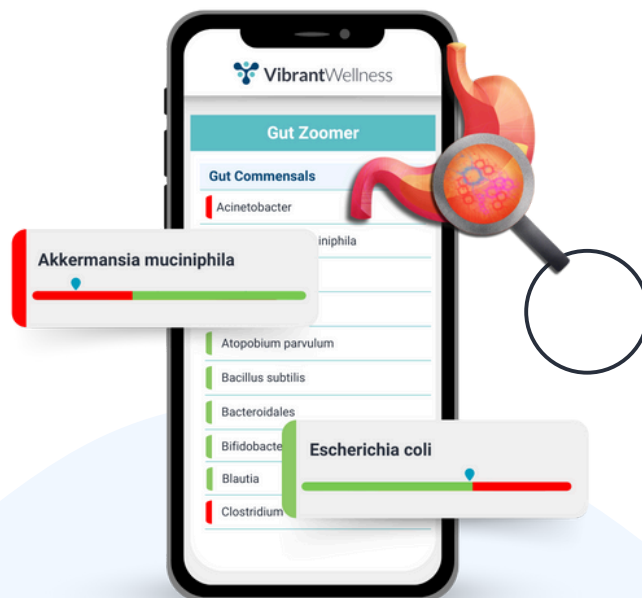 VibrantWellness
Gut Zoomer
Gut Commensals
Acinetobacter
iniphila
Akkermansia muciniphila
Atopobium parvulum
Bacillus subtilis
Bacteroidales
Bifidobacte
Escherichia coli
Blautia
Clostridium